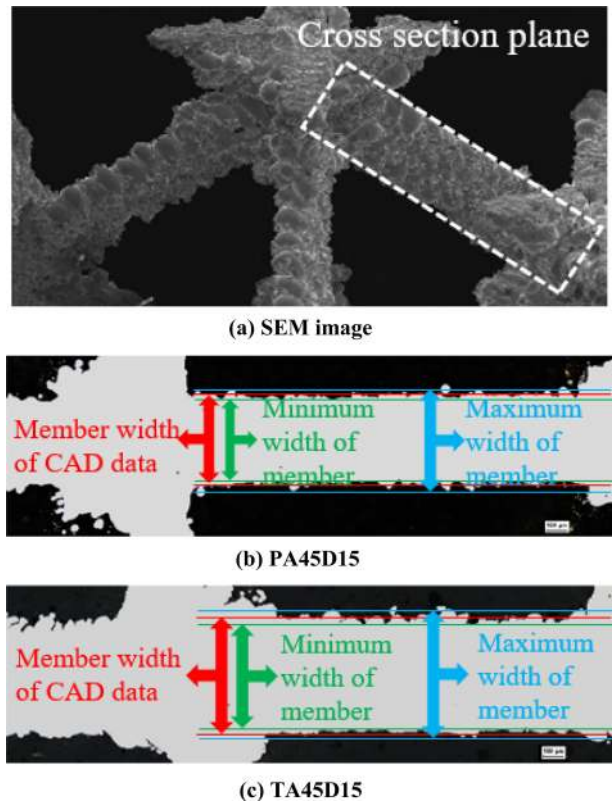 Cross section plane
(a) SEM image
Member width
of CAD data
Minimum
width of
member
Maximum
width of
member
(b) PA45D15
Member width
of CAD data
Minimum
width of
member
Maximum
width of
member
(c) TA45D15